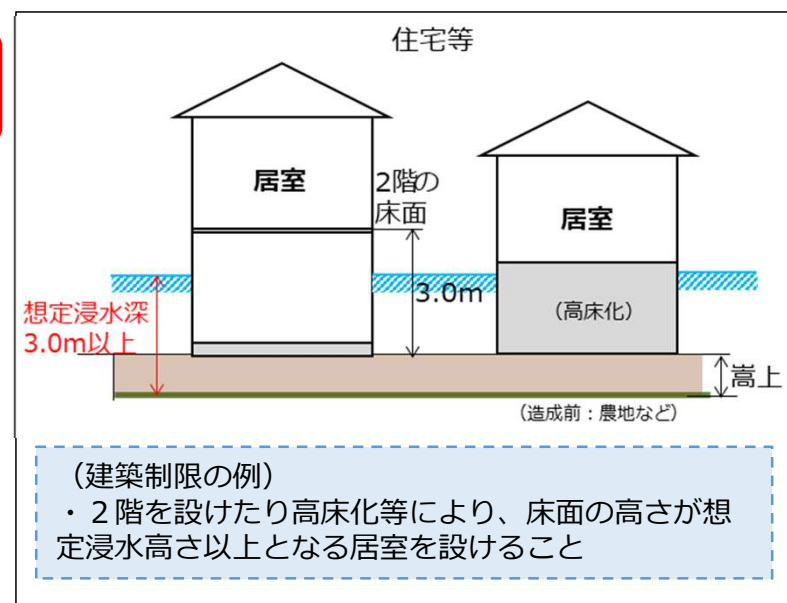 住宅等
居室
2階の
床面
居室
3.0m
（高床化）
想定浸水深
3.0m以上
嵩上
（造成前：農地など）
（建築制限の例）
・２階を設けたり高床化等により、床面の高さが想
定浸水高さ以上となる居室を設けること